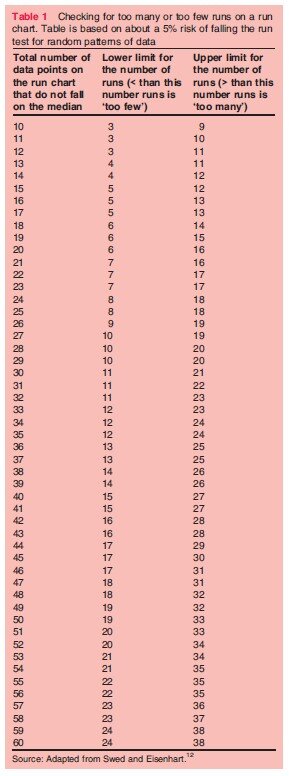 Table 1 Checking for too many or too few runs on a run
chart. Table is based on about a 5% risk of failing the run
test for random patterns of data
Total number of Lower limit for Upper limit for
data points on the number of the number of
the run chart runs (< than this runs (> than this
that do not fall number runs is number runs is
on the median ‘too few’) ‘too many’)
10 3 9
11 3 10
12 3 11
13 4 11
14 4 12
15 5 12
16 5 13
17 5 13
18 6 14
19 6 15
20 6 16
21 7 16
22 7 17
23 7 17
24 8 18
25 8 18
26 9 19
27 10 19
28 10 20
29 10 20
30 11 21
31 11 22
32 11 23
33 12 23
34 12 24
35 12 24
36 13 25
37 13 25
38 14 26
39 14 26
40 15 27
41 15 27
42 16 28
43 16 28
44 17 29
45 17 30
46 17 31
47 18 31
48 18 32
49 19 32
50 19 33
51 20 33
52 20 34
53 21 34
54 21 35
55 22 35
56 22 35
57 23 36
58 23 37
59 24 38
60 24 38
Source: Adapted from Swed and Eisenhart.12